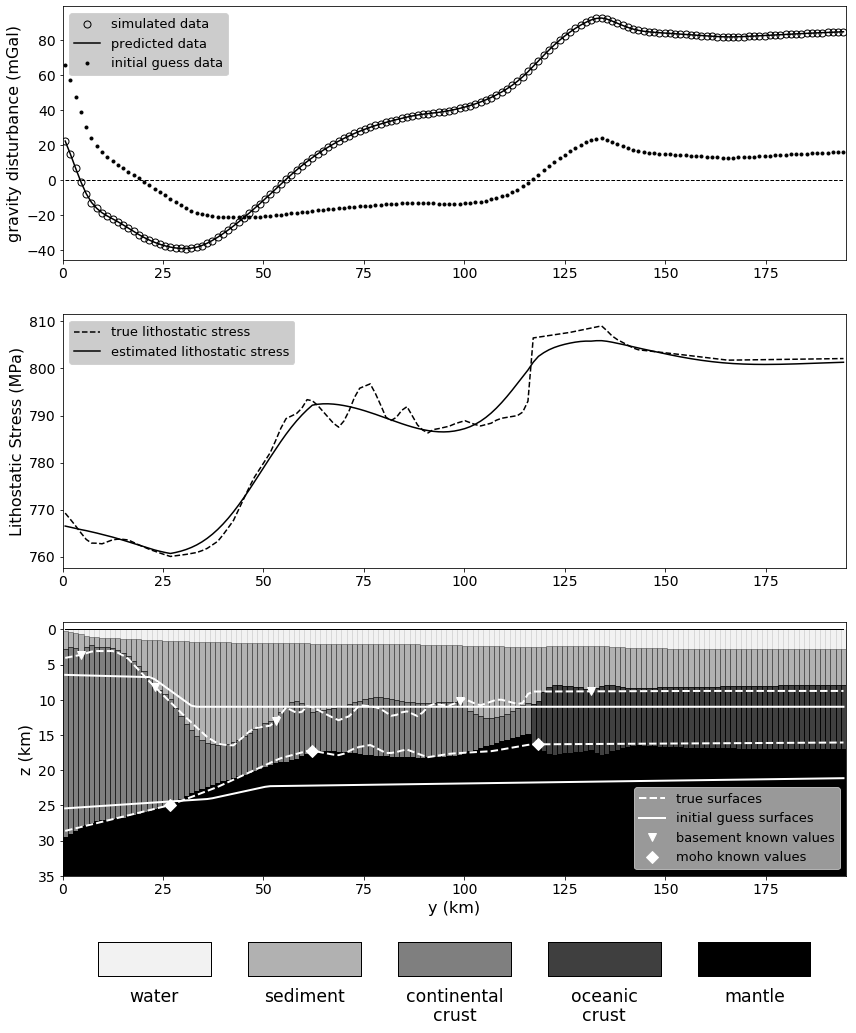 simulated data
predicted data
initial guess data
gravity disturbance (mGal)
80
60
40
20
0
−20
−40
0 25 50 75 100 125 150 175
true lithostatic stress
estimated lithostatic stress
Lithostatic Stress (MPa)
810
800
790
780
770
760
0 25 50 75 100 125 150 175
z (km)
0
5
10
15
20
25
30
35
true surfaces
initial guess surfaces
basement known values
moho known values
0 25 50 75 100 125 150 175
y (km)
water sediment continental oceanic mantle
crust crust